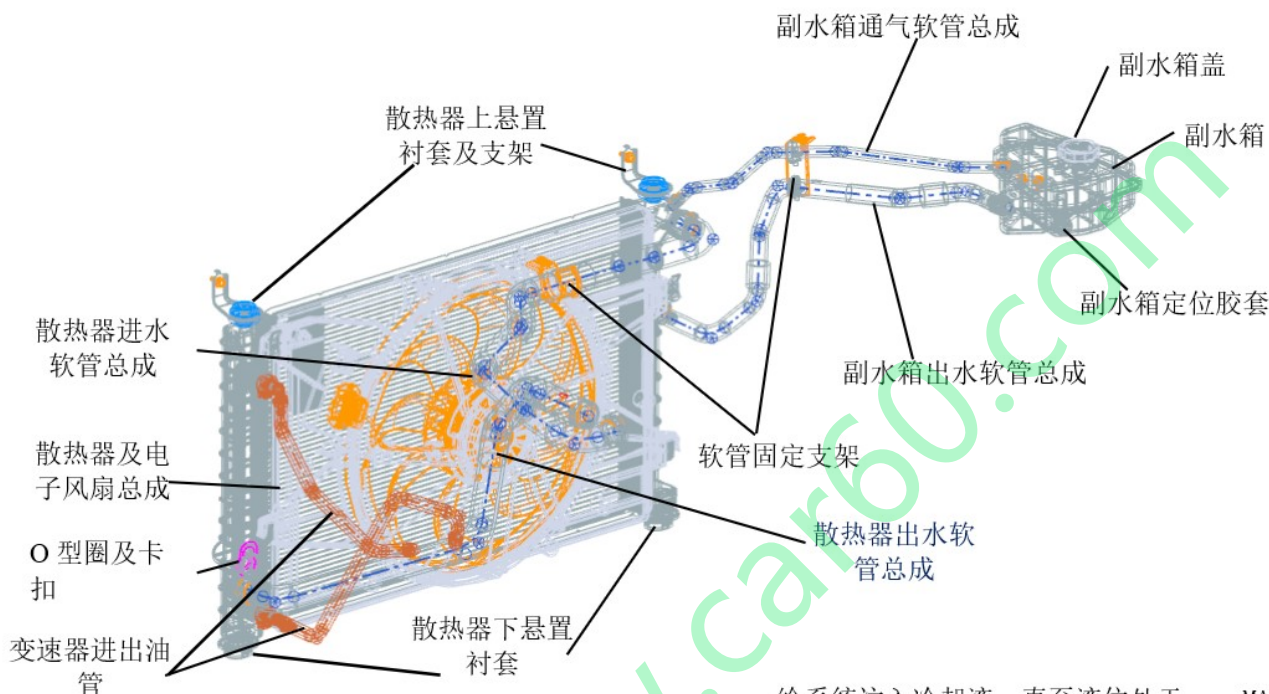 副水箱通气软管总成
副水箱盖
散热器上悬置
衬套及支架
副水箱
副水箱定位胶套
散热器进水
软管总成
副水箱出水软管总成
散热器及电
子风扇总成
软管固定支架
O 型圈及卡
扣
散热器出水软
管总成
变速器进出油
管
散热器下悬置
衬套
.car60.com